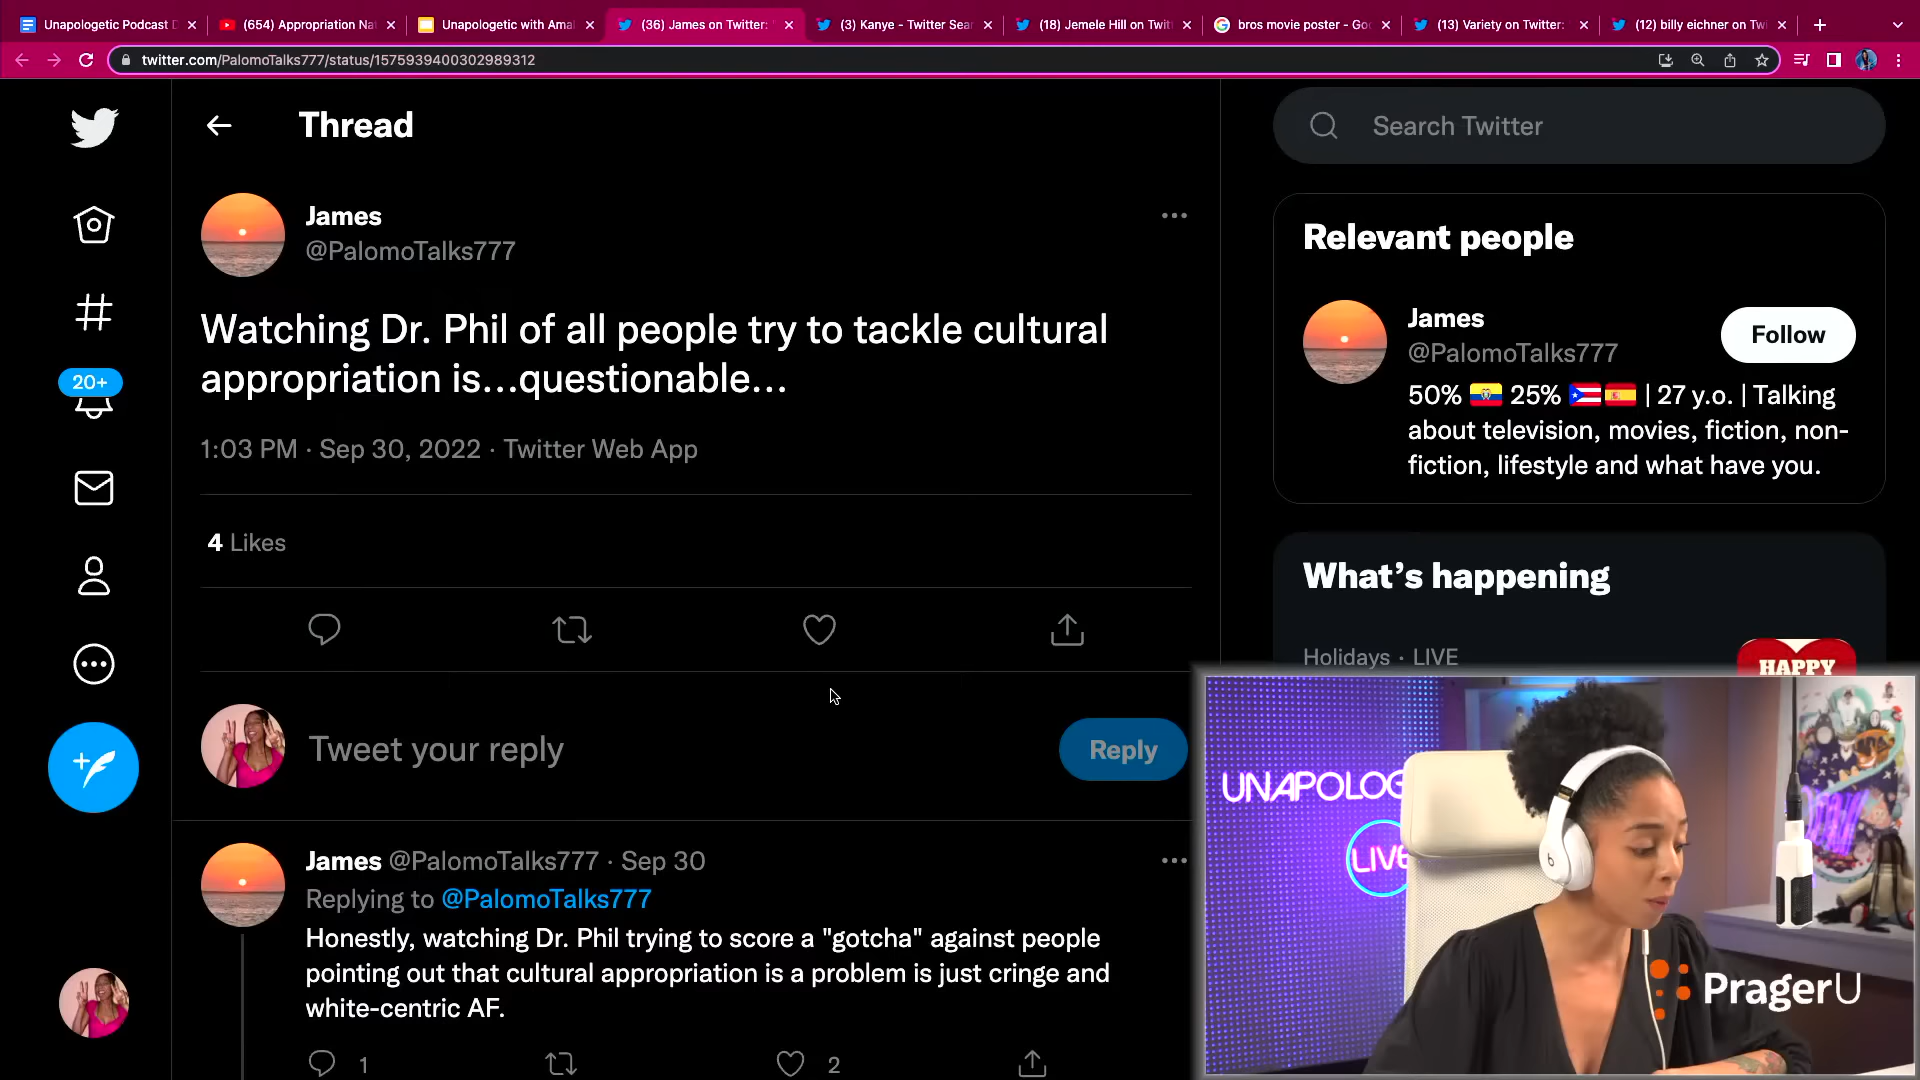 Unapologetic Podcast D
(654) Appropriation Na
Unapologetic with Ama
(36) James on Twitter: "
(3) Kanye - Twitter Sear
(18) Jemele Hill on Twit
bros movie poster - Goo
(13) Variety on Twitter:
(12) billy eichner on Twi
twitter.com/PalomoTalks777/status/1575939400302989312
Thread
Search Twitter
James
@PalomoTalks777
Watching Dr. Phil of all people try to tackle cultural
appropriation is...questionable...
1:03 PM · Sep 30, 2022 · Twitter Web App
4 Likes
20+
Tweet your reply
Reply
James @PalomoTalks777 · Sep 30
Replying to @PalomoTalks777
Honestly, watching Dr. Phil trying to score a "gotcha" against people
pointing out that cultural appropriation is a problem is just cringe and
white-centric AF.
1
2
Relevant people
James
@PalomoTalks777
Follow
50% 🇪🇨 25% 🇵🇷🇪🇸 | 27 y.o. | Talking
about television, movies, fiction, non-
fiction, lifestyle and what have you.
What's happening
Holidays · LIVE
HAPPY
UNAPOLOG
LIVE
PragerU